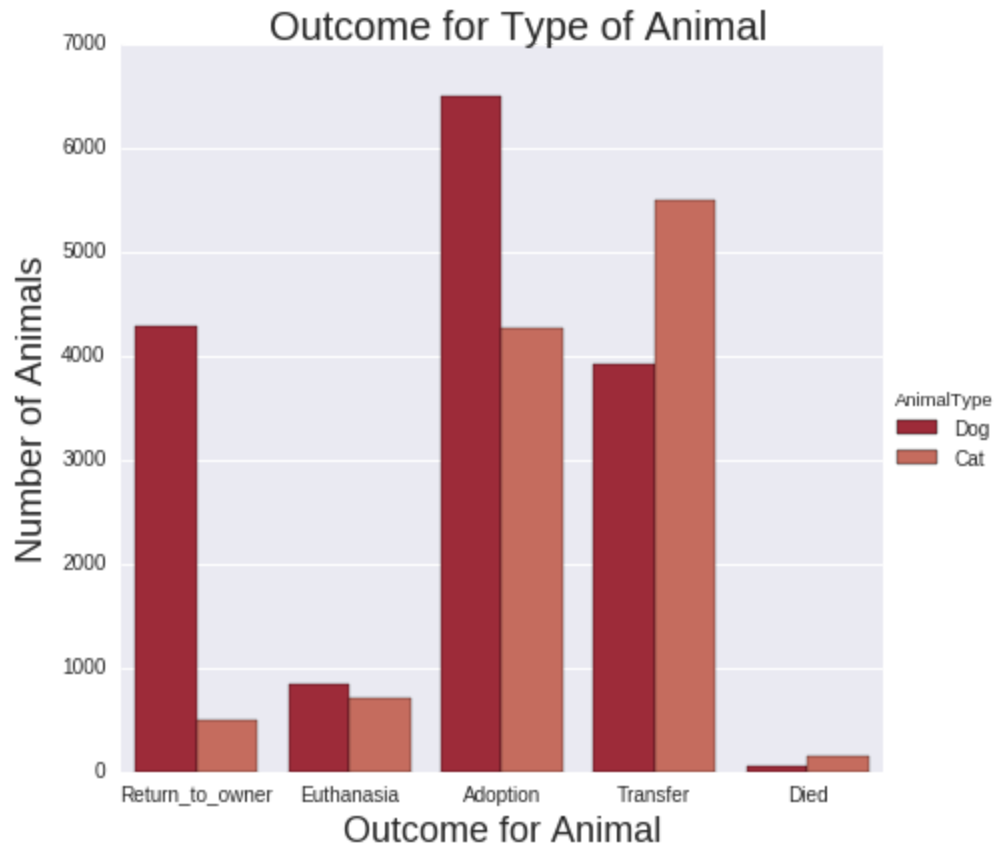 Outcome for Type of Animal
7000
6000
5000
4000
3000
2000
1000
0
Number of Animals
Return_to_owner
Euthanasia
Adoption
Transfer
Died
Outcome for Animal
AnimalType
Dog
Cat